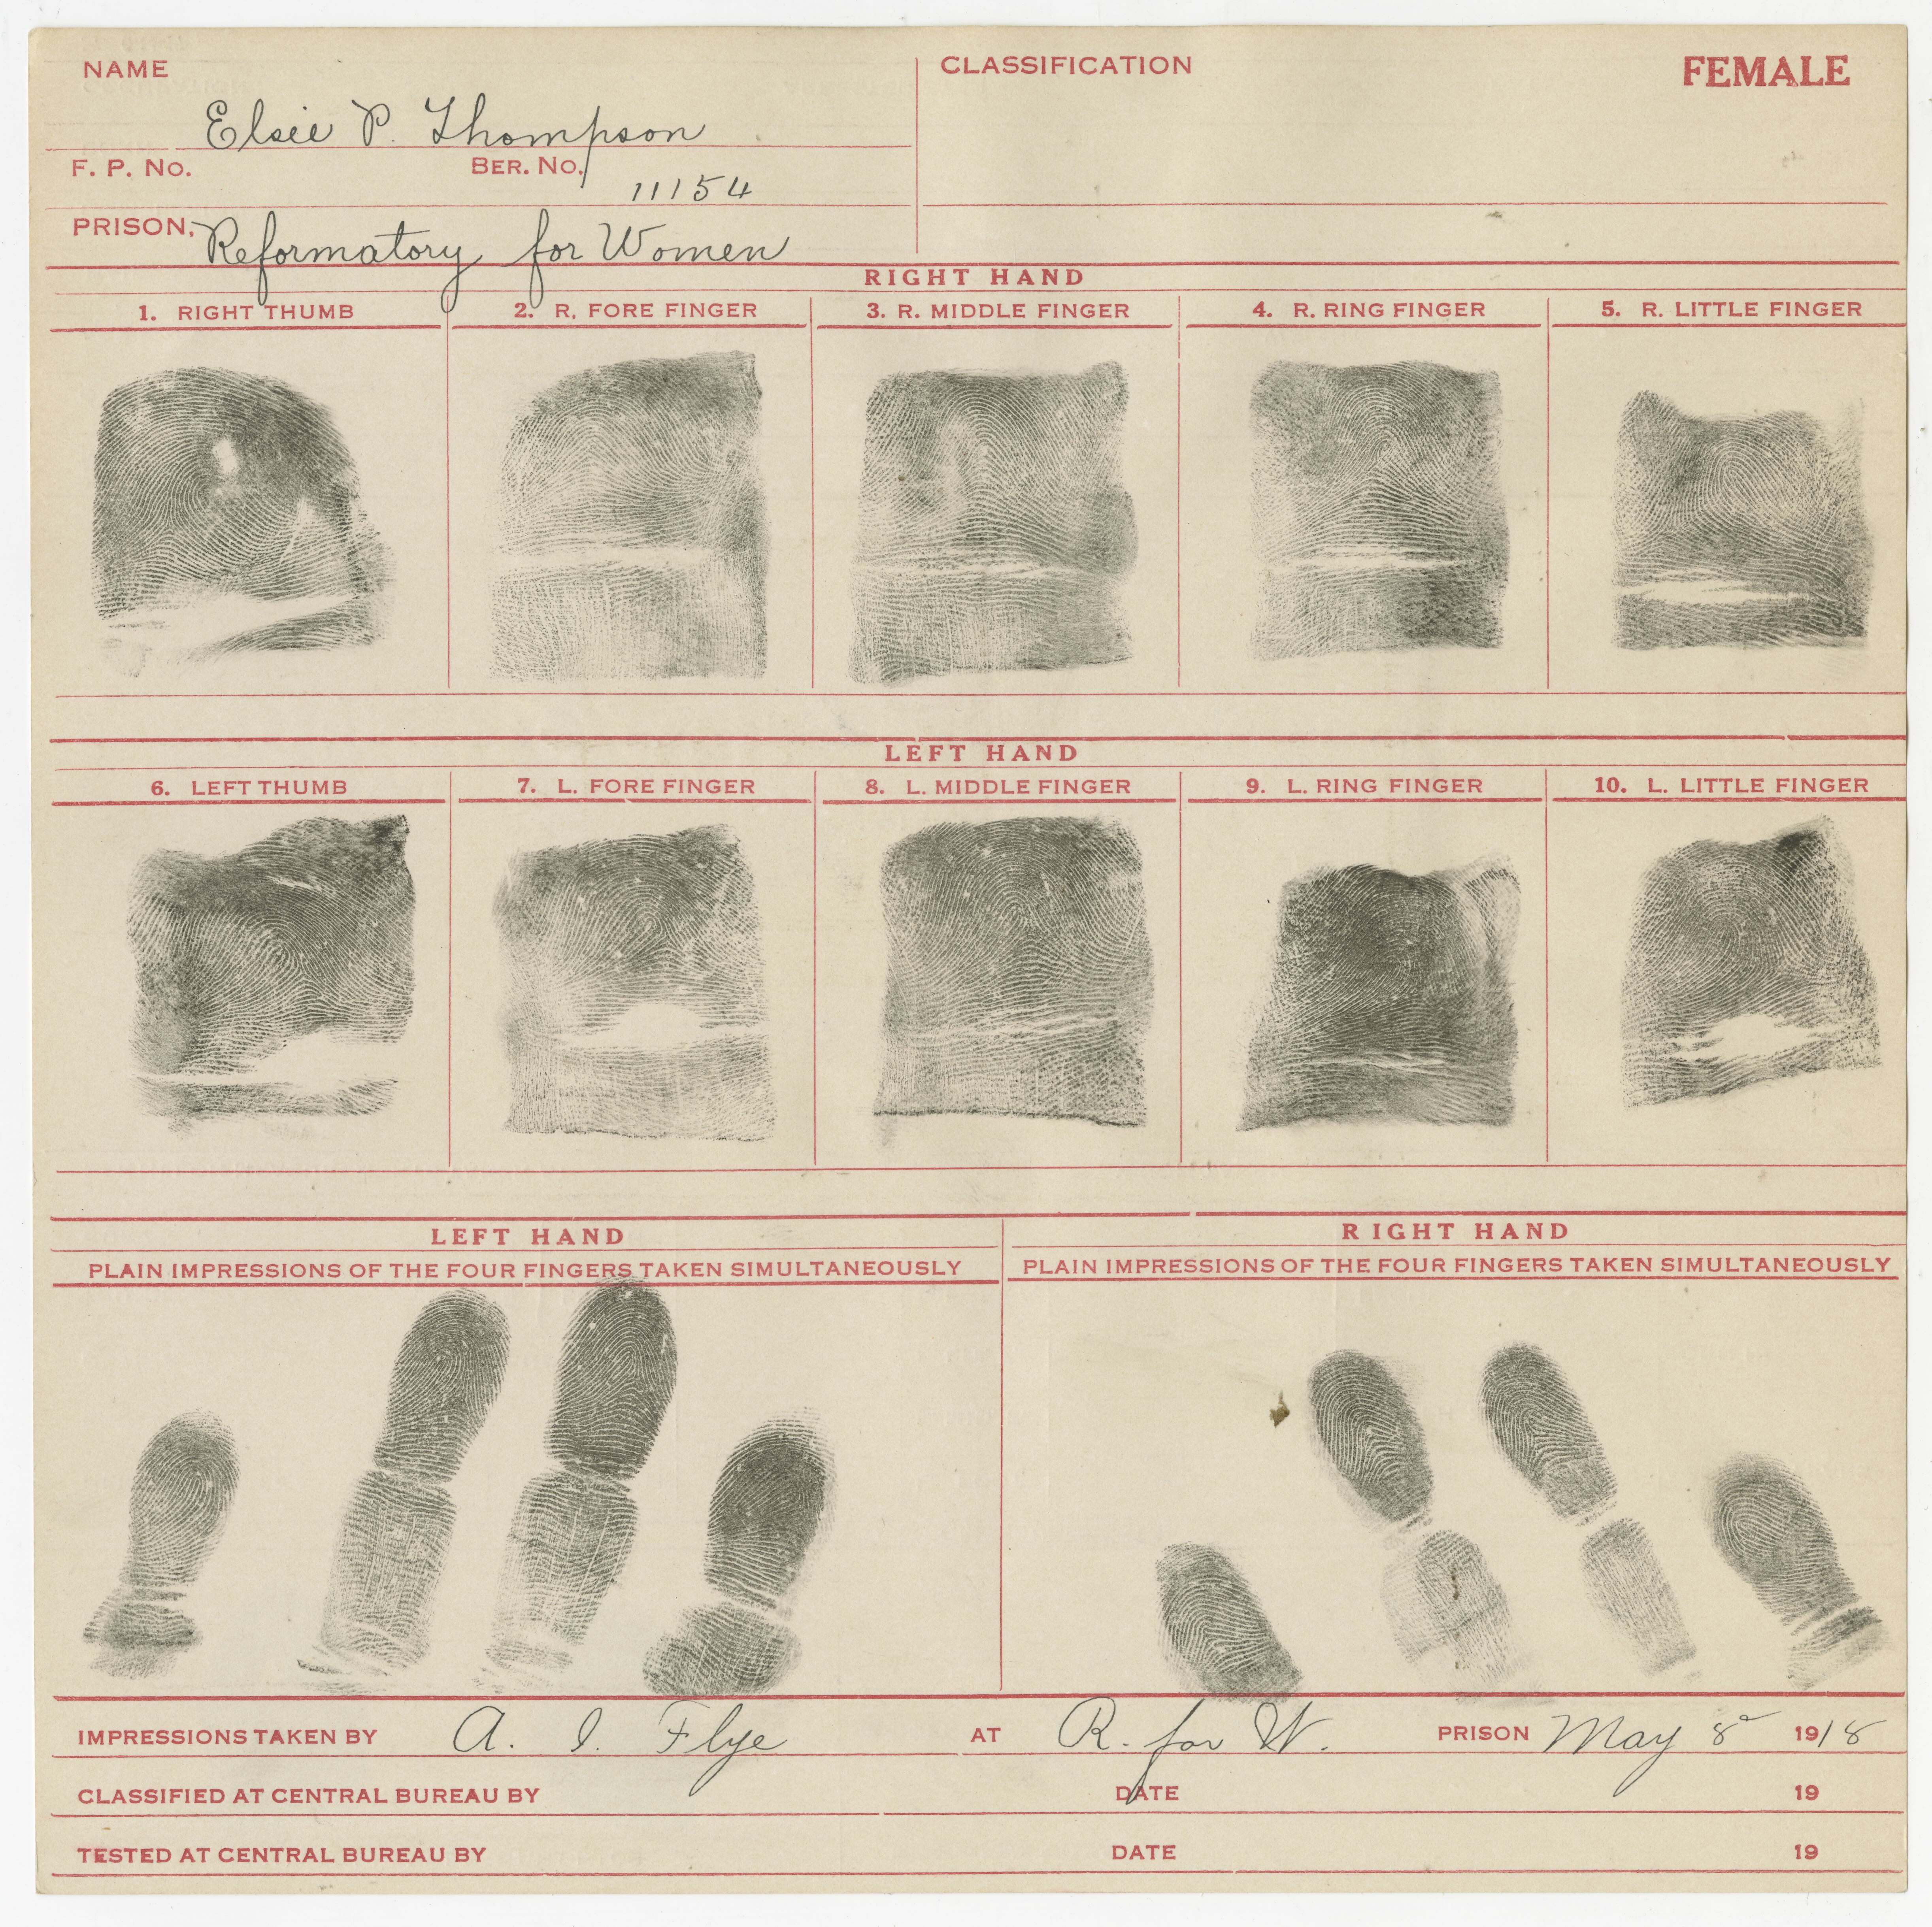 NAME CLASSIFICATION FEMALE
Elsie P. Thompson
F. P. No. BER. No. 11154
PRISON, Reformatory for Women
RIGHT HAND
1. RIGHT THUMB 2. R. FORE FINGER 3. R. MIDDLE FINGER 4. R. RING FINGER 5. R. LITTLE FINGER
LEFT HAND
6. LEFT THUMB 7. L. FORE FINGER 8. L. MIDDLE FINGER 9. L. RING FINGER 10. L. LITTLE FINGER
LEFT HAND RIGHT HAND
PLAIN IMPRESSIONS OF THE FOUR FINGERS TAKEN SIMULTANEOUSLY PLAIN IMPRESSIONS OF THE FOUR FINGERS TAKEN SIMULTANEOUSLY
IMPRESSIONS TAKEN BY A. I. Flye AT R. for W. PRISON May 8 1918
CLASSIFIED AT CENTRAL BUREAU BY DATE 19
TESTED AT CENTRAL BUREAU BY DATE 19